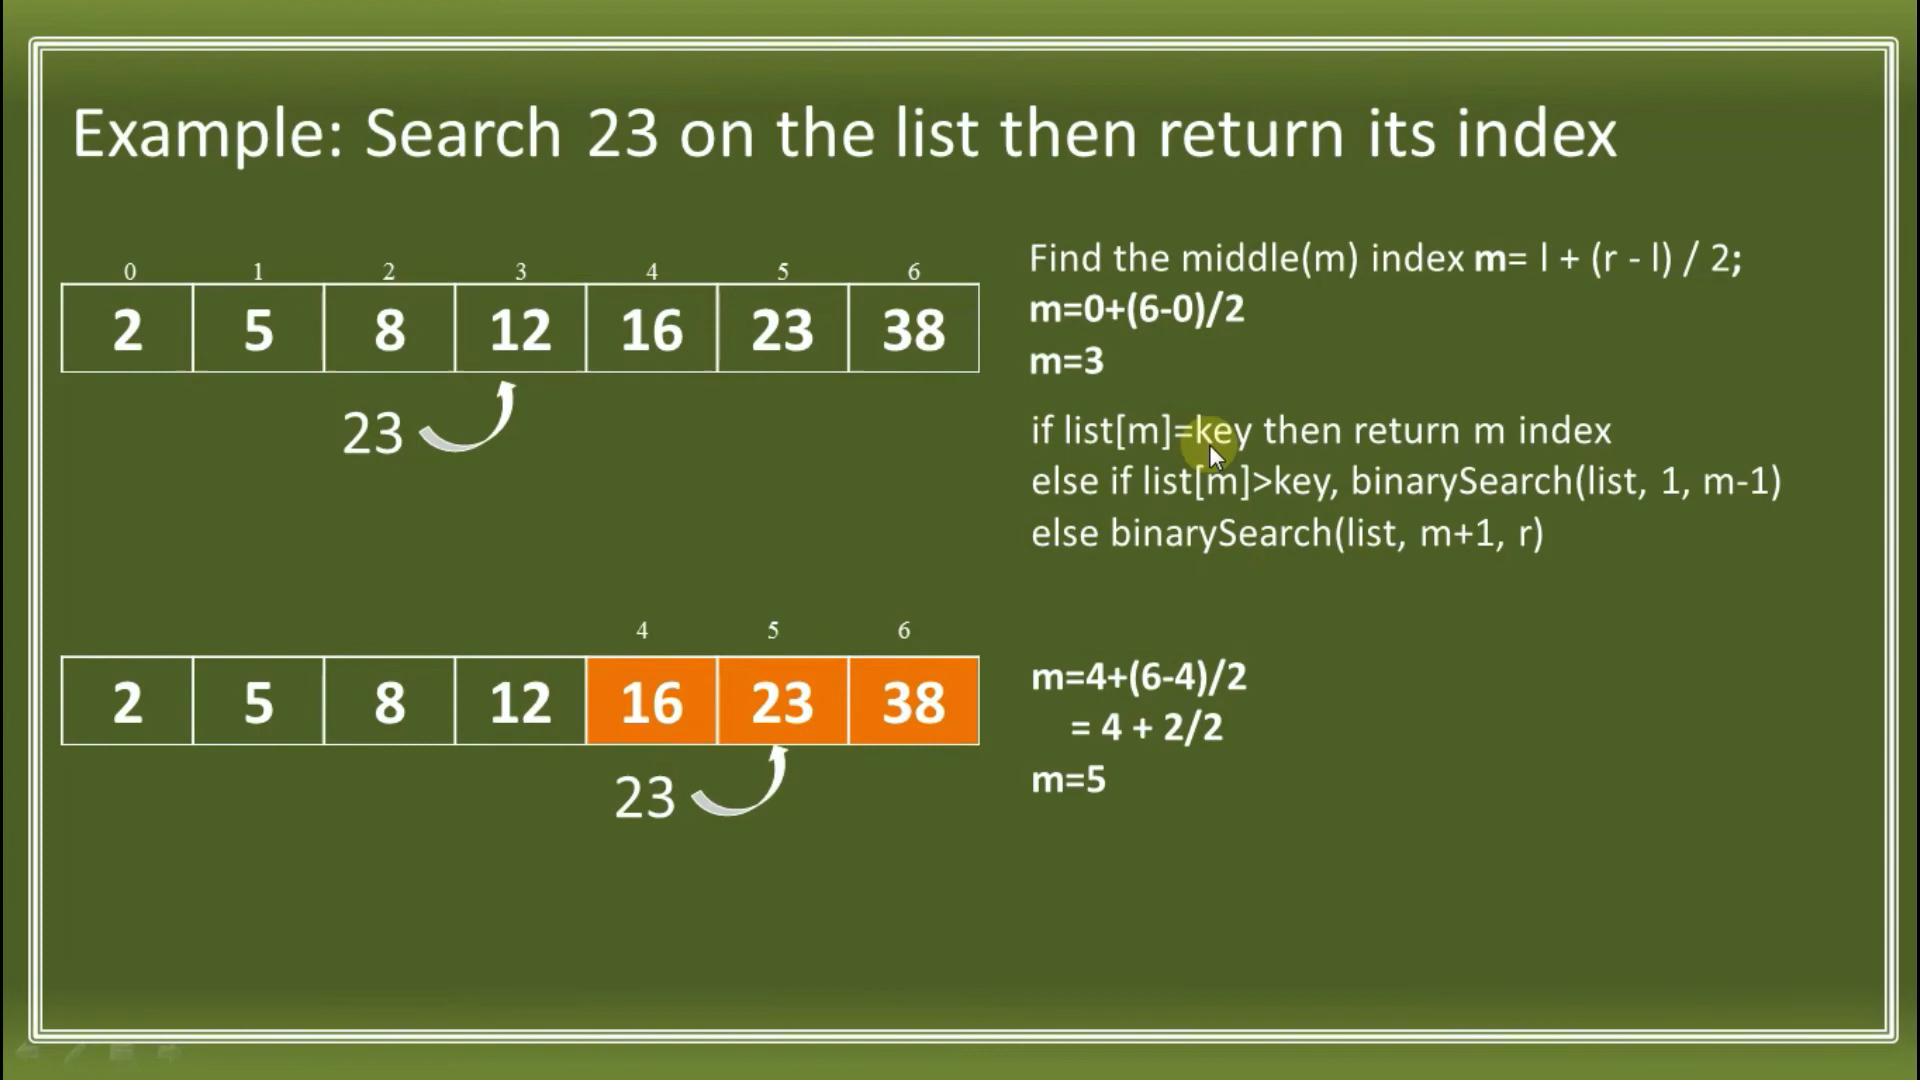 Example: Search 23 on the list then return its index
0 1 2 3 4 5 6
2 5 8 12 16 23 38
23
Find the middle(m) index m= l + (r - l) / 2;
m=0+(6-0)/2
m=3
if list[m]=key then return m index
else if list[m]>key, binarySearch(list, 1, m-1)
else binarySearch(list, m+1, r)
4 5 6
2 5 8 12 16 23 38
23
m=4+(6-4)/2
= 4 + 2/2
m=5